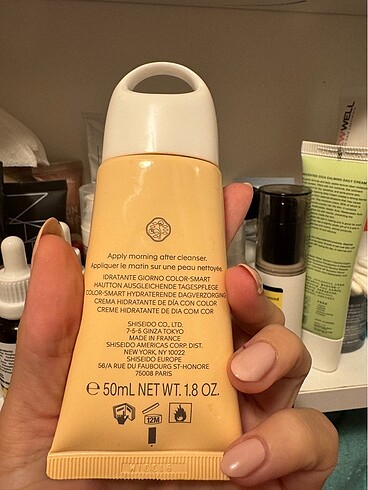 Apply morning after cleanser.
Appliquer le matin sur une peau nettoyée.
IDRATANTE GIORNO COLOR-SMART
HAUTTON AUSGLEICHENDE TAGESPFLEGE
COLOR-SMART HYDRATERENDE DAGVERZORGING
CREMA HIDRATANTE DE DÍA CON COLOR
CREME HIDRATANTE DE DIA COM COR
SHISEIDO CO., LTD.
7-5-5 GINZA TOKYO
MADE IN FRANCE
SHISEIDO AMERICAS CORP. DIST.
NEW YORK, NY 10022
SHISEIDO EUROPE
56/A RUE DU FAUBOURG ST-HONORE
75008 PARIS
℮ 50mL NET WT. 1.8 OZ.
12M
WELL